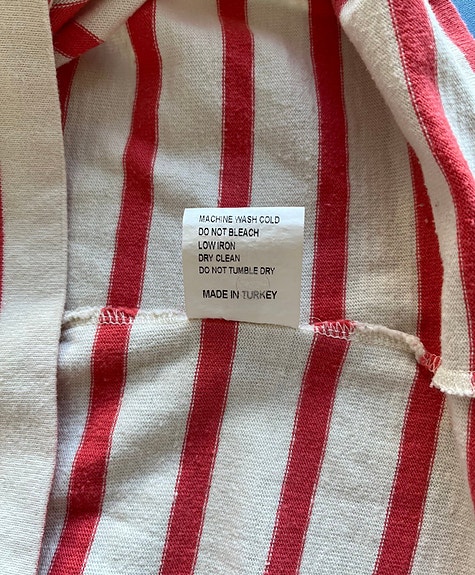 MACHINE WASH COLD
DO NOT BLEACH
LOW IRON
DRY CLEAN
DO NOT TUMBLE DRY
MADE IN TURKEY